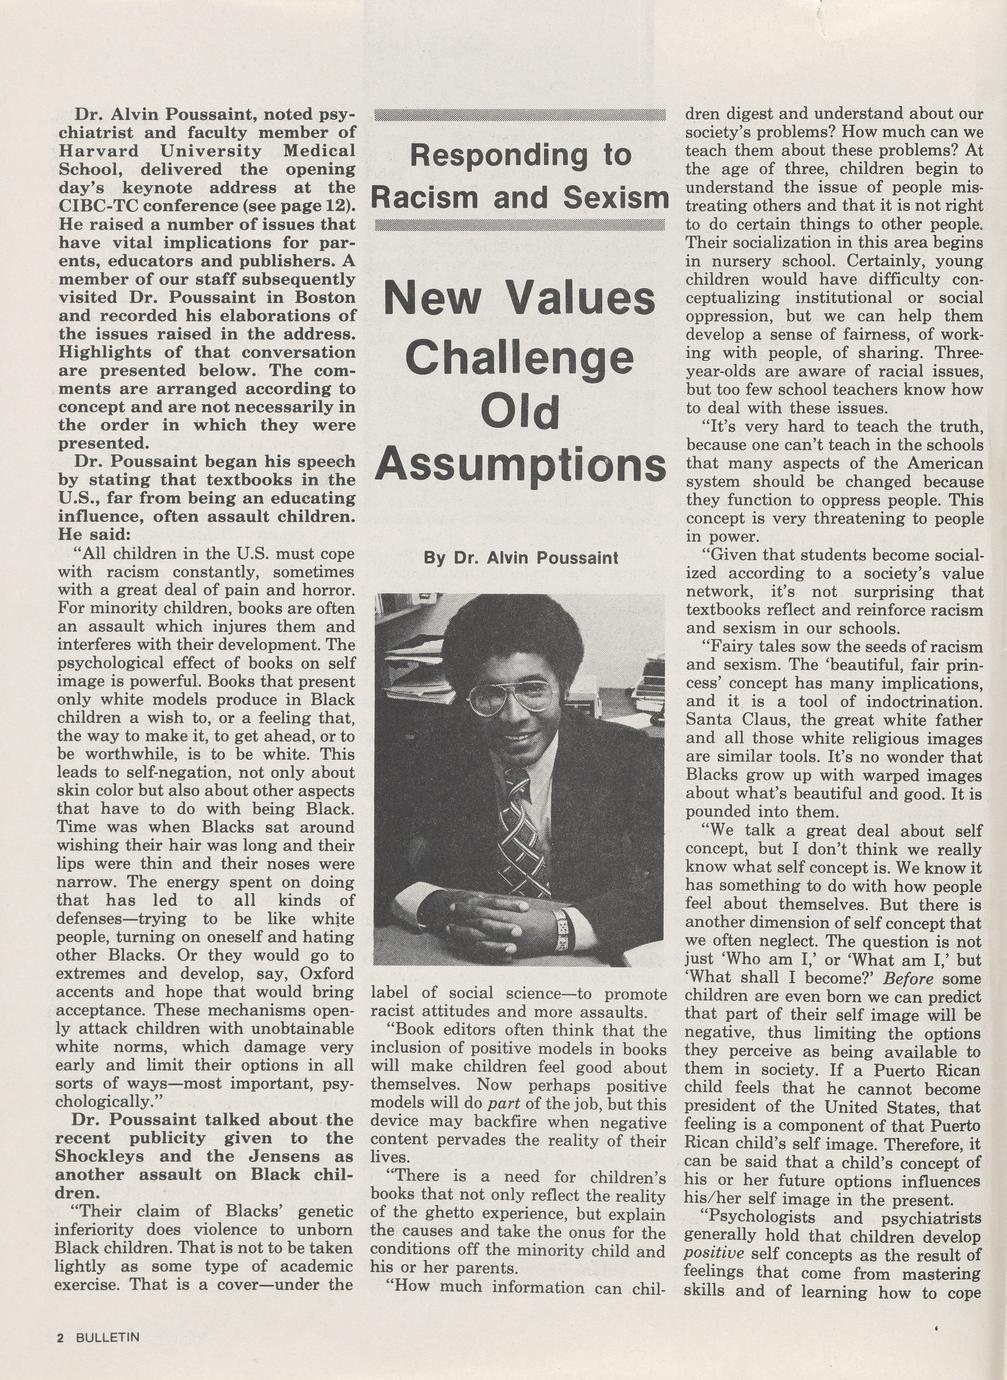 Dr. Alvin Poussaint, noted psy-
chiatrist and faculty member of
Harvard University Medical
School, delivered the opening
day's keynote address at the
CIBC-TC conference (see page 12).
He raised a number of issues that
have vital implications for par-
ents, educators and publishers. A
member of our staff subsequently
visited Dr. Poussaint in Boston
and recorded his elaborations of
the issues raised in the address.
Highlights of that conversation
are presented below. The com-
ments are arranged according to
concept and are not necessarily in
the order in which they were
presented.
Dr. Poussaint began his speech
by stating that textbooks in the
U.S., far from being an educating
influence, often assault children.
He said:
"All children in the U.S. must cope
with racism constantly, sometimes
with a great deal of pain and horror.
For minority children, books are often
an assault which injures them and
interferes with their development. The
psychological effect of books on self
image is powerful. Books that present
only white models produce in Black
children a wish to, or a feeling that,
the way to make it, to get ahead, or to
be worthwhile, is to be white. This
leads to self-negation, not only about
skin color but also about other aspects
that have to do with being Black.
Time was when Blacks sat around
wishing their hair was long and their
lips were thin and their noses were
narrow. The energy spent on doing
that has led to all kinds of
defenses—trying to be like white
people, turning on oneself and hating
other Blacks. Or they would go to
extremes and develop, say, Oxford
accents and hope that would bring
acceptance. These mechanisms open-
ly attack children with unobtainable
white norms, which damage very
early and limit their options in all
sorts of ways—most important, psy-
chologically."
Dr. Poussaint talked about the
recent publicity given to the
Shockleys and the Jensens as
another assault on Black chil-
dren.
"Their claim of Blacks' genetic
inferiority does violence to unborn
Black children. That is not to be taken
lightly as some type of academic
exercise. That is a cover—under the
Responding to
Racism and Sexism
New Values
Challenge
Old
Assumptions
By Dr. Alvin Poussaint
label of social science—to promote
racist attitudes and more assaults.
"Book editors often think that the
inclusion of positive models in books
will make children feel good about
themselves. Now perhaps positive
models will do part of the job, but this
device may backfire when negative
content pervades the reality of their
lives.
"There is a need for children's
books that not only reflect the reality
of the ghetto experience, but explain
the causes and take the onus for the
conditions off the minority child and
his or her parents.
"How much information can chil-
dren digest and understand about our
society's problems? How much can we
teach them about these problems? At
the age of three, children begin to
understand the issue of people mis-
treating others and that it is not right
to do certain things to other people.
Their socialization in this area begins
in nursery school. Certainly, young
children would have difficulty con-
ceptualizing institutional or social
oppression, but we can help them
develop a sense of fairness, of work-
ing with people, of sharing. Three-
year-olds are aware of racial issues,
but too few school teachers know how
to deal with these issues.
"It's very hard to teach the truth,
because one can't teach in the schools
that many aspects of the American
system should be changed because
they function to oppress people. This
concept is very threatening to people
in power.
"Given that students become social-
ized according to a society's value
network, it's not surprising that
textbooks reflect and reinforce racism
and sexism in our schools.
"Fairy tales sow the seeds of racism
and sexism. The 'beautiful, fair prin-
cess' concept has many implications,
and it is a tool of indoctrination.
Santa Claus, the great white father
and all those white religious images
are similar tools. It's no wonder that
Blacks grow up with warped images
about what's beautiful and good. It is
pounded into them.
"We talk a great deal about self
concept, but I don't think we really
know what self concept is. We know it
has something to do with how people
feel about themselves. But there is
another dimension of self concept that
we often neglect. The question is not
just 'Who am I,' or 'What am I,' but
'What shall I become?' Before some
children are even born we can predict
that part of their self image will be
negative, thus limiting the options
they perceive as being available to
them in society. If a Puerto Rican
child feels that he cannot become
president of the United States, that
feeling is a component of that Puerto
Rican child's self image. Therefore, it
can be said that a child's concept of
his or her future options influences
his/her self image in the present.
"Psychologists and psychiatrists
generally hold that children develop
positive self concepts as the result of
feelings that come from mastering
skills and of learning how to cope
2 BULLETIN